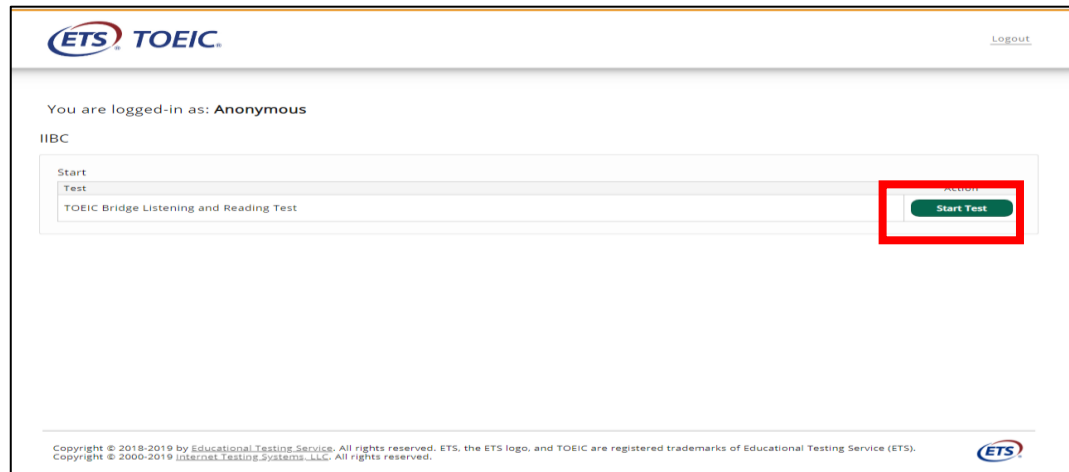 ETS® TOEIC®
Logout
You are logged-in as: Anonymous
IIBC
Start
Test
Action
TOEIC Bridge Listening and Reading Test
Start Test
Copyright © 2018-2019 by Educational Testing Service. All rights reserved. ETS, the ETS logo, and TOEIC are registered trademarks of Educational Testing Service (ETS).
Copyright © 2000-2019 Internet Testing Systems, LLC. All rights reserved.
ETS®